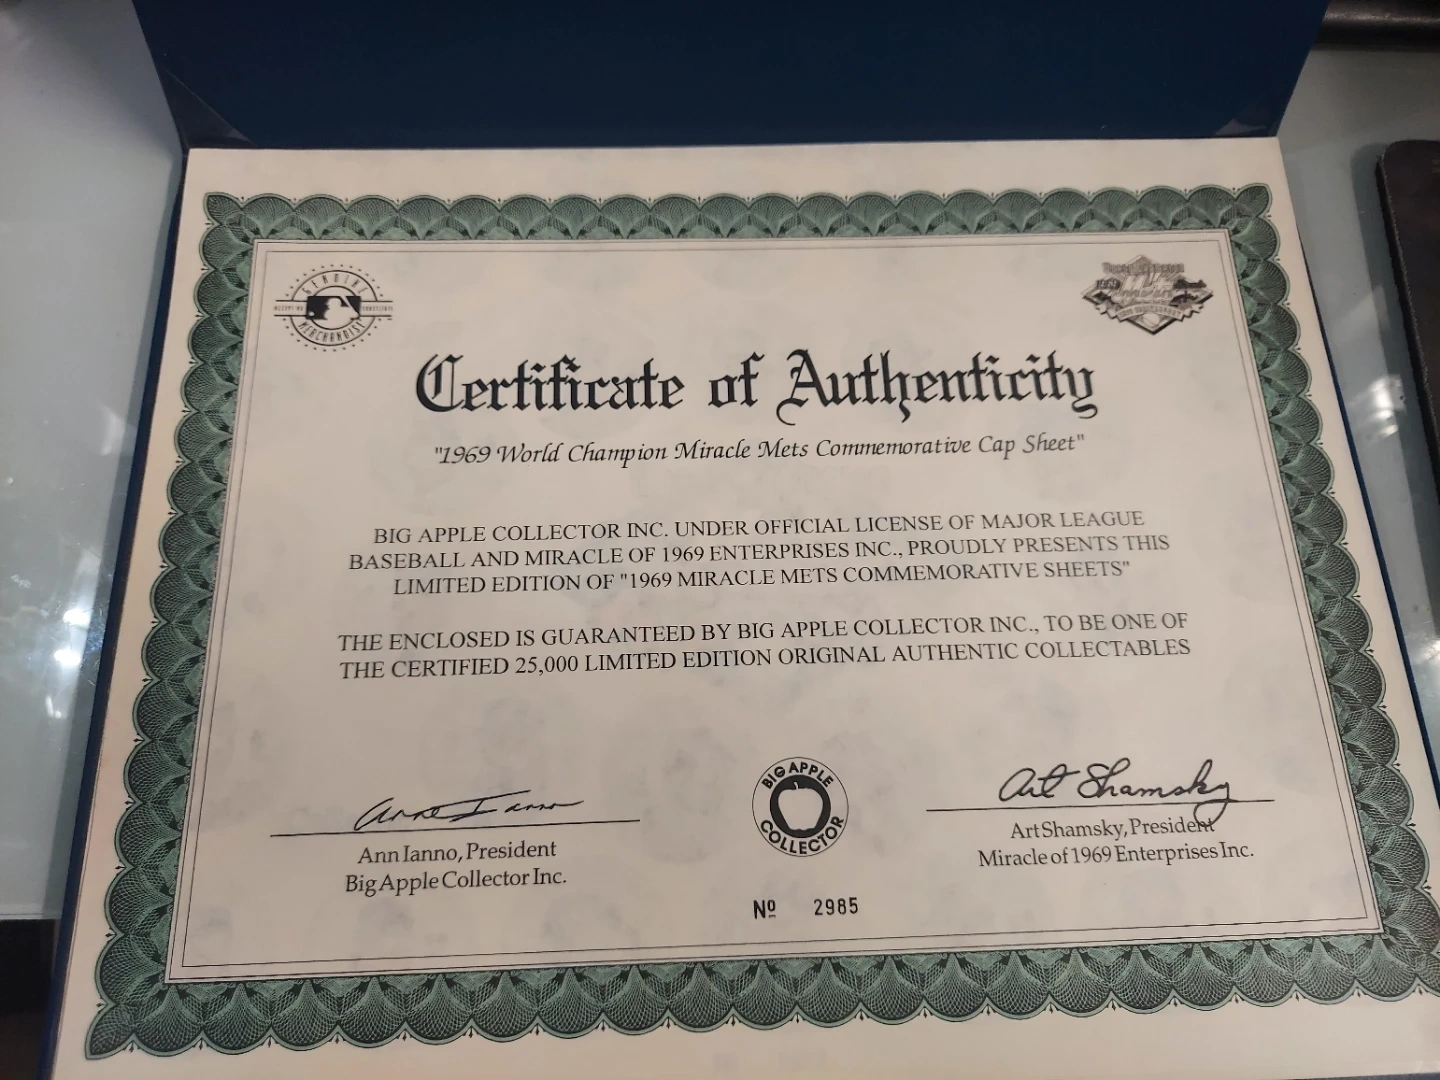 GENUINE
MERCHANDISE
Certificate of Authenticity
"1969 World Champion Miracle Mets Commemorative Cap Sheet"
BIG APPLE COLLECTOR INC. UNDER OFFICIAL LICENSE OF MAJOR LEAGUE
BASEBALL AND MIRACLE OF 1969 ENTERPRISES INC., PROUDLY PRESENTS THIS
LIMITED EDITION OF "1969 MIRACLE METS COMMEMORATIVE SHEETS"
THE ENCLOSED IS GUARANTEED BY BIG APPLE COLLECTOR INC., TO BE ONE OF
THE CERTIFIED 25,000 LIMITED EDITION ORIGINAL AUTHENTIC COLLECTABLES
Anne Ianno
Ann Ianno, President
Big Apple Collector Inc.
BIG APPLE
COLLECTOR
Art Shamsky
Art Shamsky, President
Miracle of 1969 Enterprises Inc.
Nº 2985